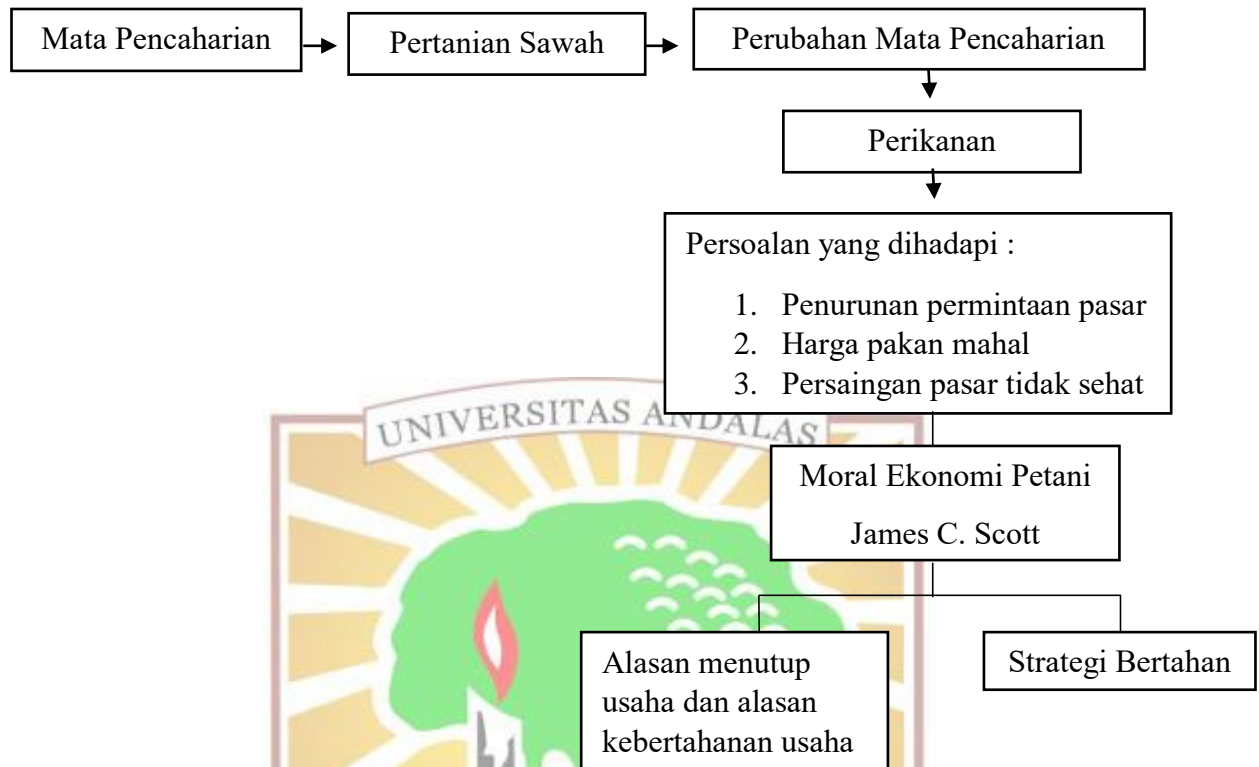 Mata Pencaharian
Pertanian Sawah
Perubahan Mata Pencaharian
Perikanan
Persoalan yang dihadapi :
1. Penurunan permintaan pasar
2. Harga pakan mahal
3. Persaingan pasar tidak sehat
UNIVERSITAS ANDALAS
Moral Ekonomi Petani
James C. Scott
Alasan menutup
usaha dan alasan
kebertahanan usaha
Strategi Bertahan